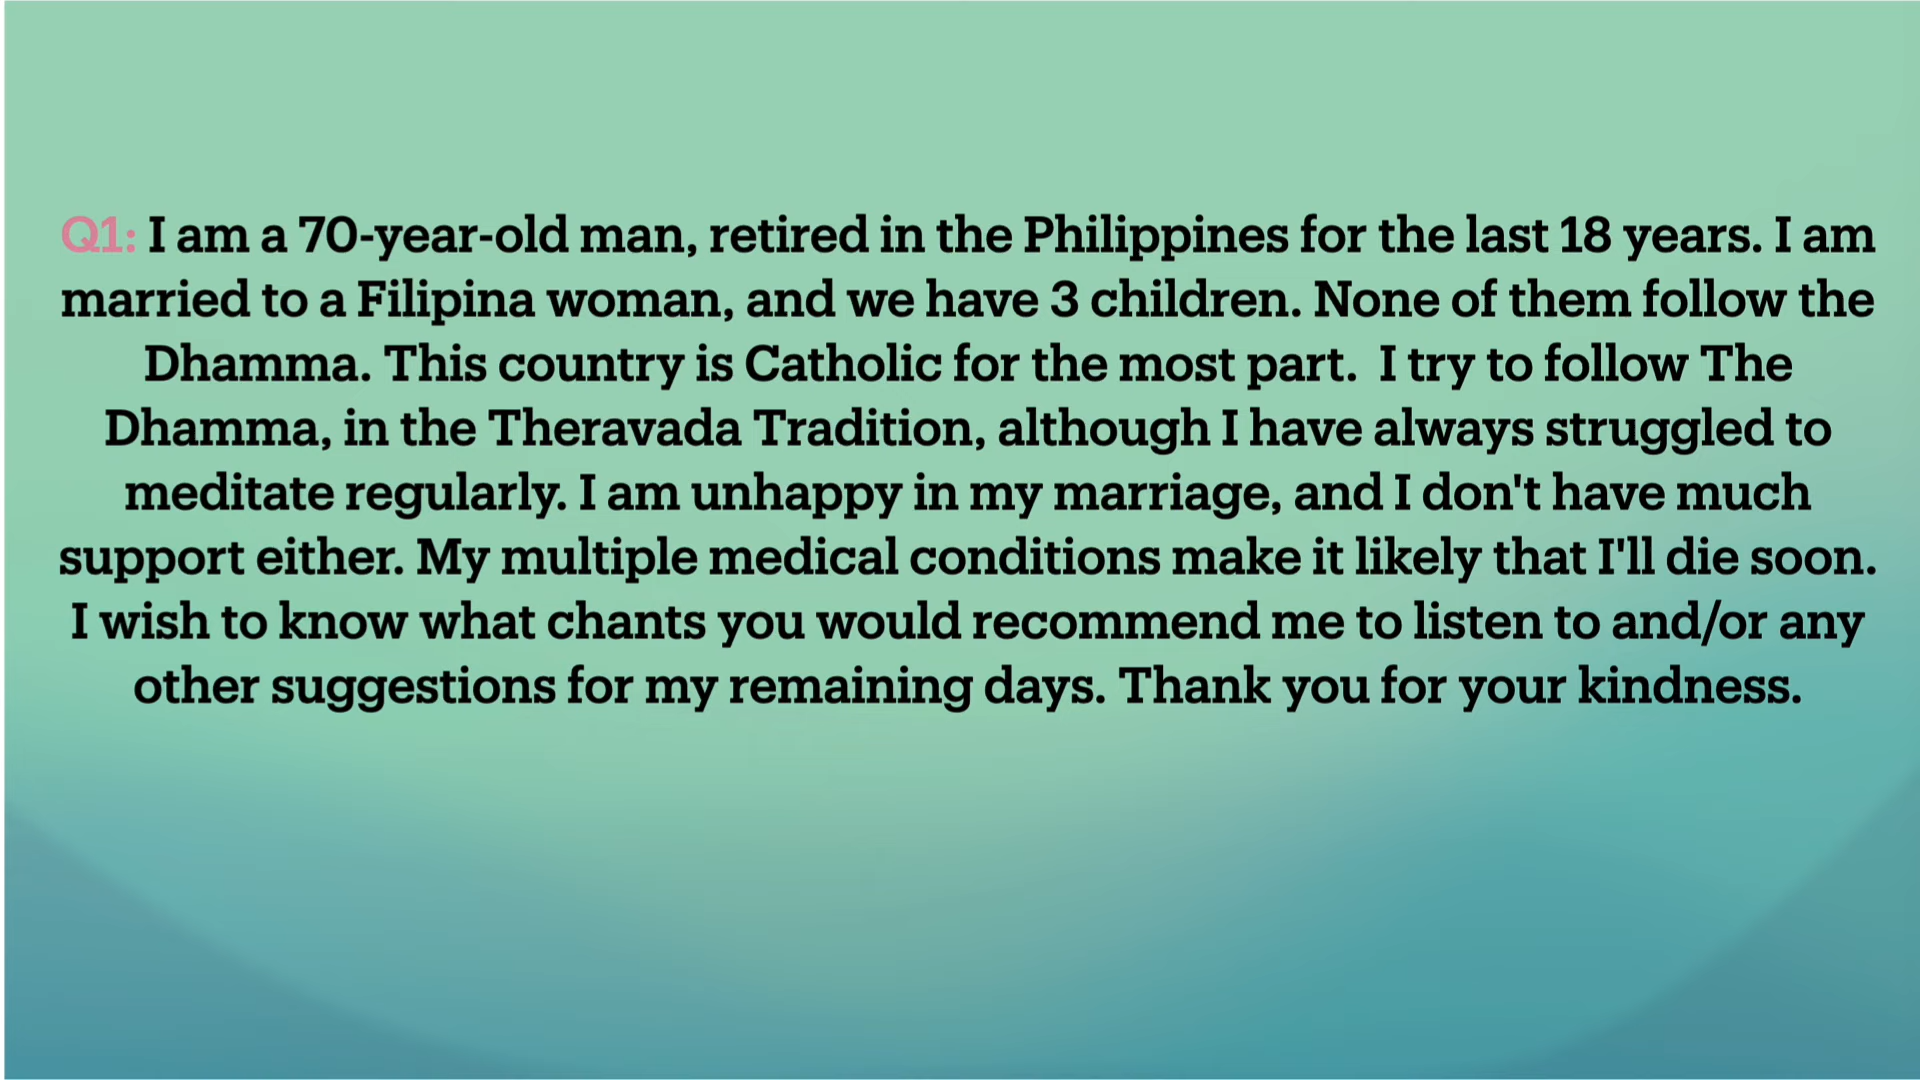 Q1: I am a 70-year-old man, retired in the Philippines for the last 18 years. I am
married to a Filipina woman, and we have 3 children. None of them follow the
Dhamma. This country is Catholic for the most part.  I try to follow The
Dhamma, in the Theravada Tradition, although I have always struggled to
meditate regularly. I am unhappy in my marriage, and I don't have much
support either. My multiple medical conditions make it likely that I'll die soon.
I wish to know what chants you would recommend me to listen to and/or any
other suggestions for my remaining days. Thank you for your kindness.